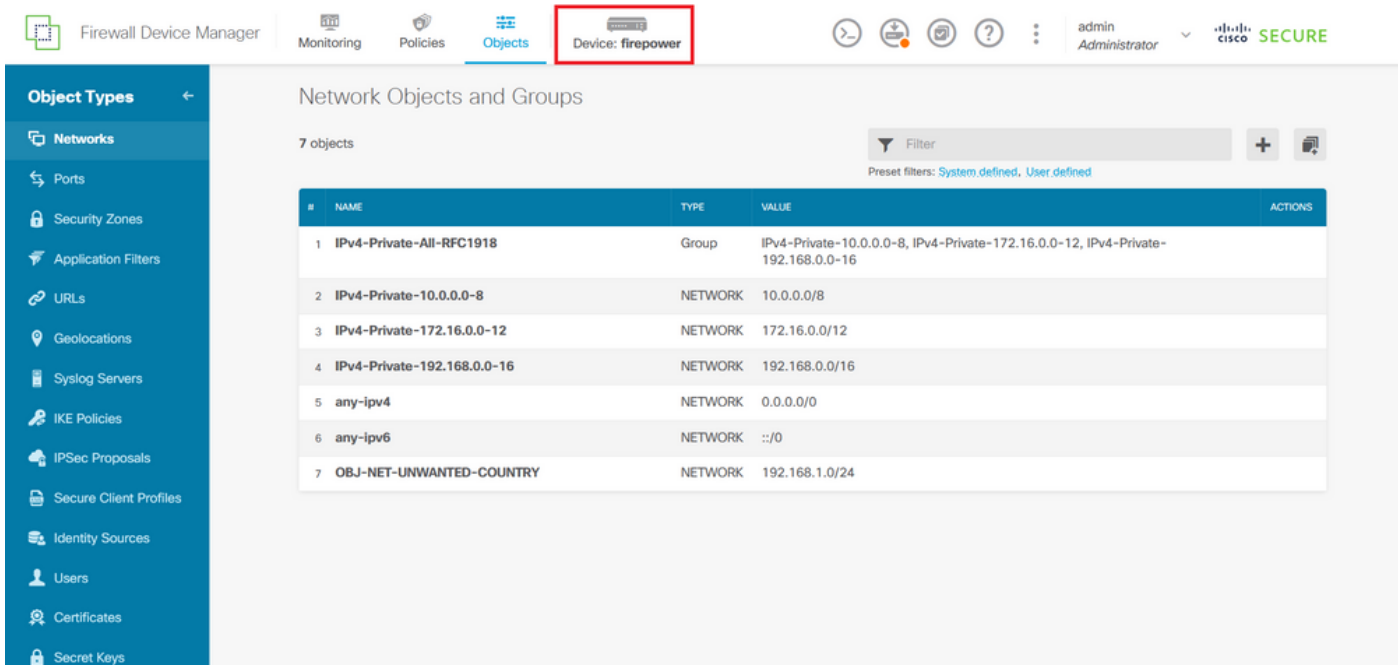 Firewall Device Manager
Monitoring
Policies
Objects
Device: firepower
admin
Administrator
cisco SECURE
Object Types
Networks
Ports
Security Zones
Application Filters
URLs
Geolocations
Syslog Servers
IKE Policies
IPSec Proposals
Secure Client Profiles
Identity Sources
Users
Certificates
Secret Keys
Network Objects and Groups
7 objects
Filter
Preset filters: System defined, User defined
# NAME TYPE VALUE ACTIONS
1 IPv4-Private-All-RFC1918 Group IPv4-Private-10.0.0.0-8, IPv4-Private-172.16.0.0-12, IPv4-Private-
192.168.0.0-16
2 IPv4-Private-10.0.0.0-8 NETWORK 10.0.0.0/8
3 IPv4-Private-172.16.0.0-12 NETWORK 172.16.0.0/12
4 IPv4-Private-192.168.0.0-16 NETWORK 192.168.0.0/16
5 any-ipv4 NETWORK 0.0.0.0/0
6 any-ipv6 NETWORK ::/0
7 OBJ-NET-UNWANTED-COUNTRY NETWORK 192.168.1.0/24